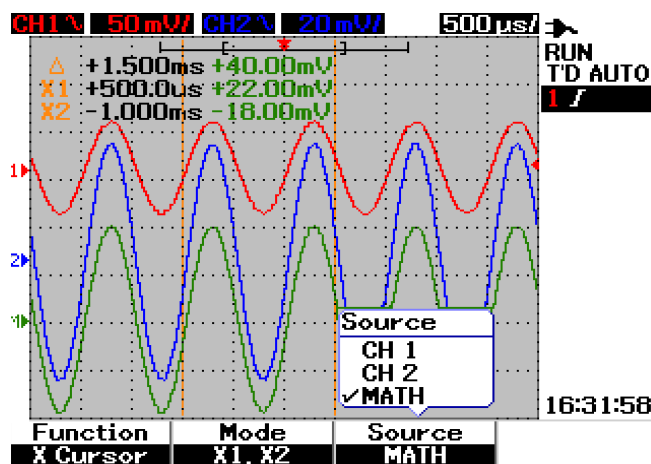 CH1 50 mV/ CH2 20 mV/ 500 µs/
RUN
T'D AUTO
1
Δ +1.500ms +40.00mV
X1 +500.0us +22.00mV
X2 -1.000ms -18.00mV
1
2
M
Source
CH 1
CH 2
✓MATH
16:31:58
Function Mode Source
X Cursor X1, X2 MATH